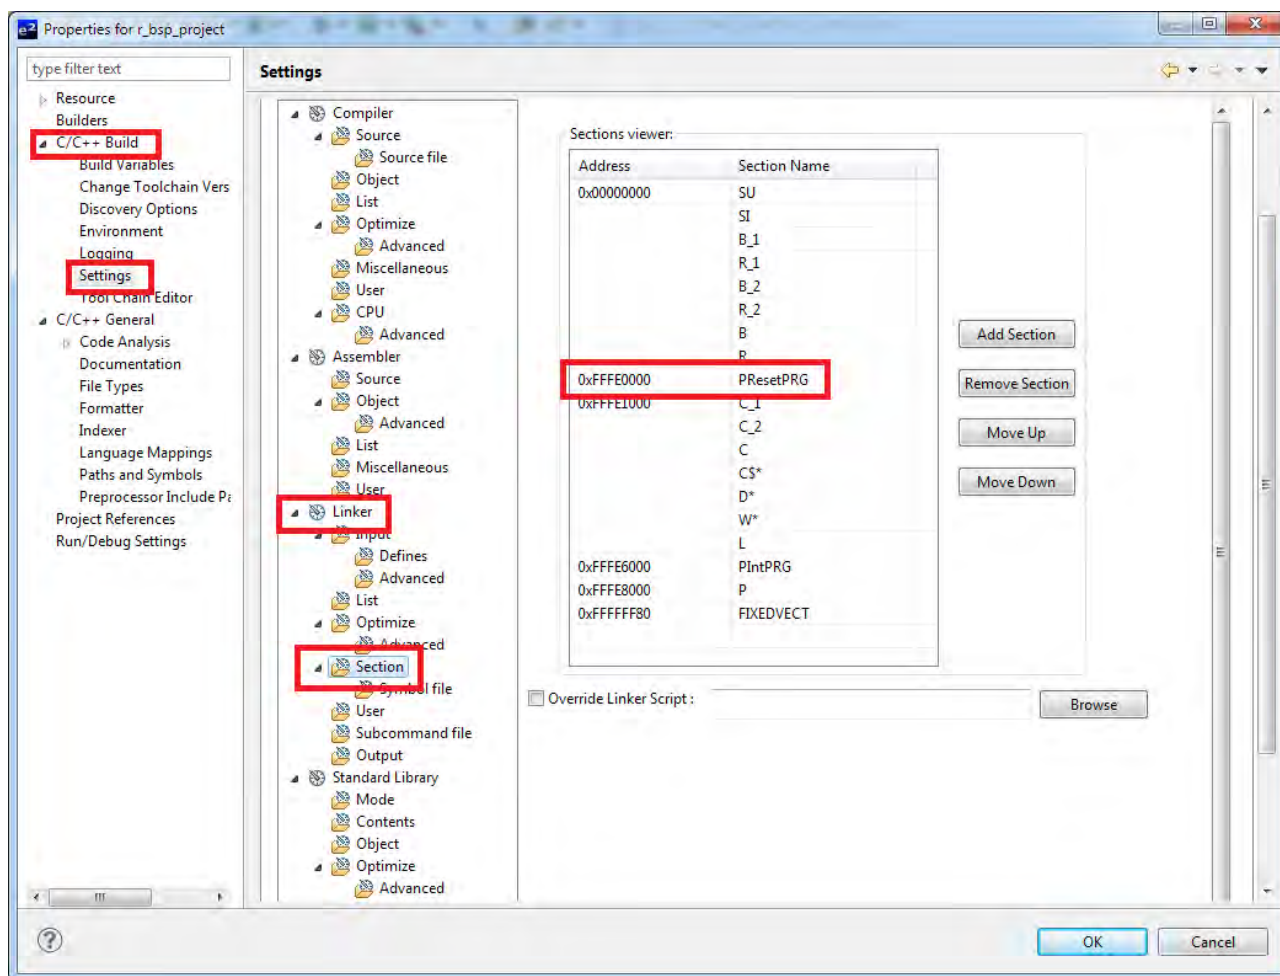 e² Properties for r_bsp_project
type filter text
Resource
Builders
C/C++ Build
Build Variables
Change Toolchain Vers
Discovery Options
Environment
Logging
Settings
Tool Chain Editor
C/C++ General
Code Analysis
Documentation
File Types
Formatter
Indexer
Language Mappings
Paths and Symbols
Preprocessor Include Pa
Project References
Run/Debug Settings
Settings
Compiler
Source
Source file
Object
List
Optimize
Advanced
Miscellaneous
User
CPU
Advanced
Assembler
Source
Object
Advanced
List
Miscellaneous
User
Linker
Input
Defines
Advanced
List
Optimize
Advanced
Section
Symbol file
User
Subcommand file
Output
Standard Library
Mode
Contents
Object
Optimize
Advanced
Sections viewer:
Address Section Name
0x00000000 SU
SI
B_1
R_1
B_2
R_2
B
R
0xFFFE0000 PResetPRG
0xFFFE1000 C_1
C_2
C
C$*
D*
W*
L
0xFFFE6000 PIntPRG
0xFFFE8000 P
0xFFFFFF80 FIXEDVECT
Add Section
Remove Section
Move Up
Move Down
Override Linker Script :
Browse
?
OK
Cancel